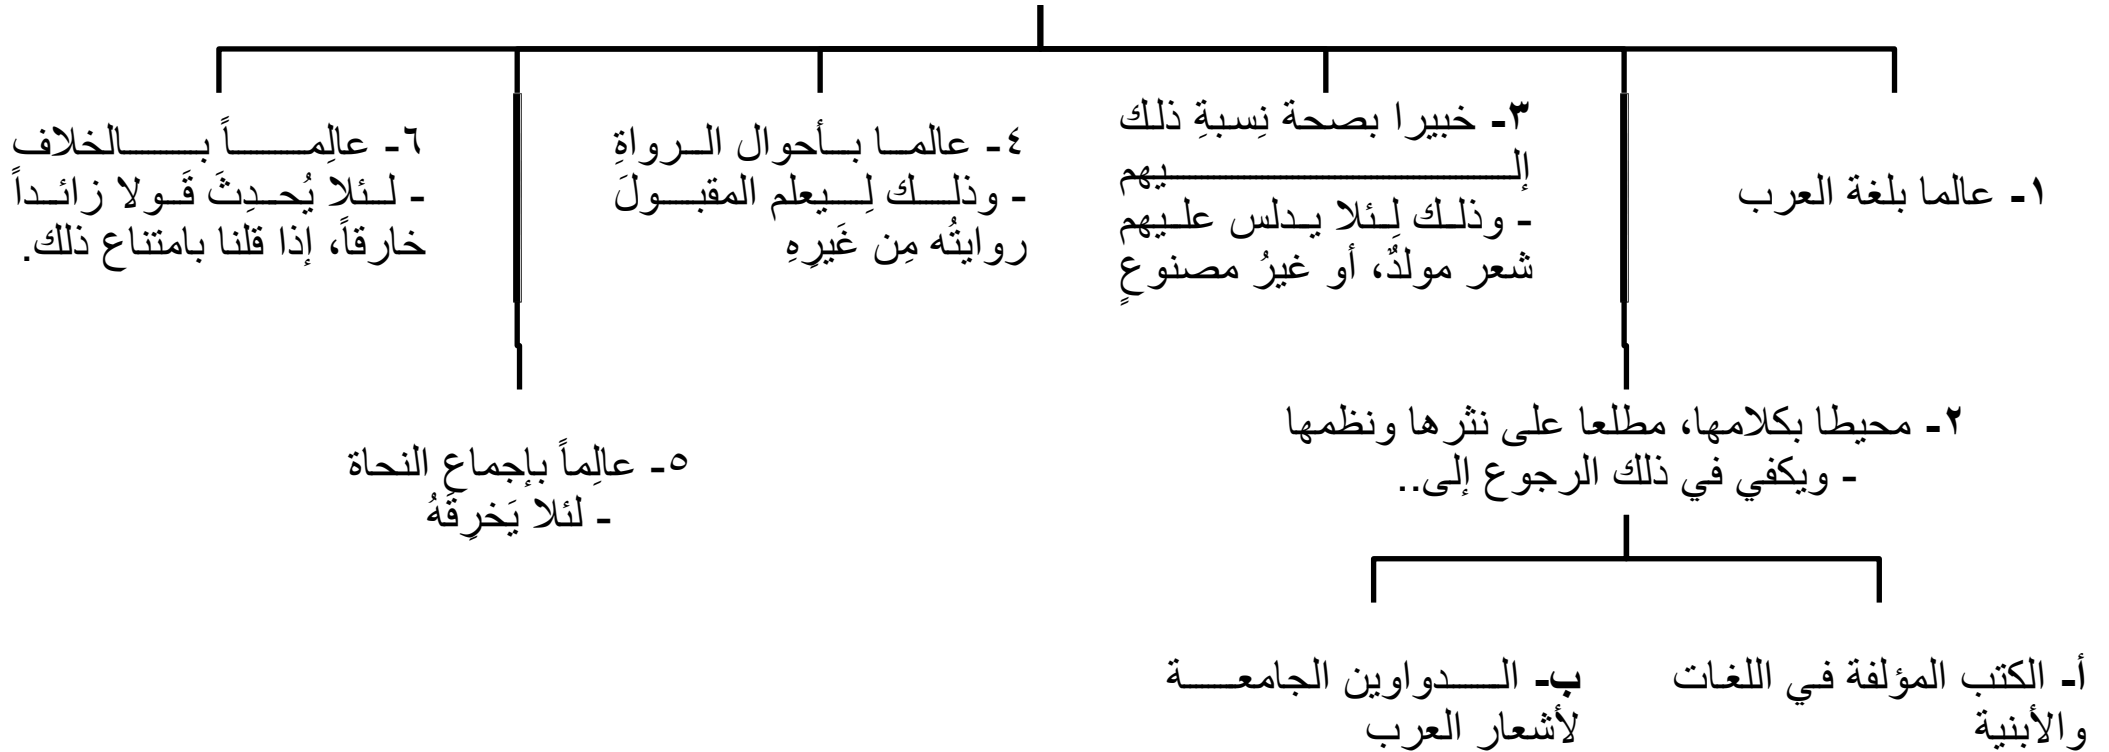 ١- عالما بلغة العرب
٢- محيطا بكلامها، مطلعا على نثرها ونظمها
- ويكفي في ذلك الرجوع إلى..
أ- الكتب المؤلفة في اللغات
والأبنية
ب- الدواوين الجامعة
لأشعار العرب
٣- خبيرا بصحة نِسبةِ ذلك
إليهم
- وذلك لِئلا يدلس عليهم
شعر مولدٌ، أو غيرُ مصنوعٍ
٤- عالما بأحوال الرواةِ
- وذلك لِيعلم المقبولَ
روايتُه مِن غَيرِهِ
٥- عالِماً بإجماع النحاة
- لئلا يَخرِقَهُ
٦- عالِماً بالخلاف
- لئلا يُحدِثَ قَولا زائداً
خارقاً، إذا قلنا بامتناع ذلك.